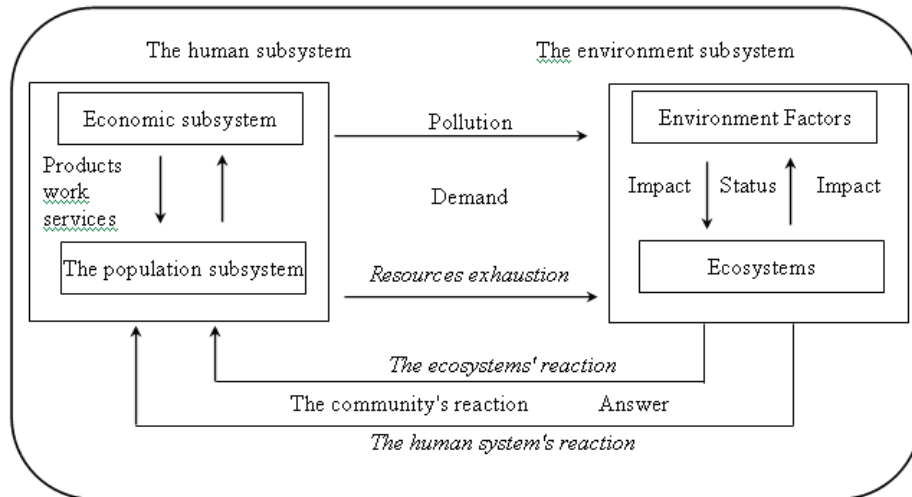 The human subsystem
The environment subsystem
Economic subsystem
Products
work
services
The population subsystem
Pollution
Demand
Resources exhaustion
Environment Factors
Impact Status Impact
Ecosystems
The ecosystems' reaction
The community's reaction Answer
The human system's reaction